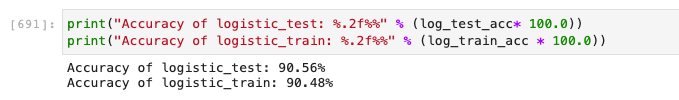 [691]: print("Accuracy of logistic_test: %.2f%%" % (log_test_acc* 100.0))
print("Accuracy of logistic_train: %.2f%%" % (log_train_acc * 100.0))
Accuracy of logistic_test: 90.56%
Accuracy of logistic_train: 90.48%